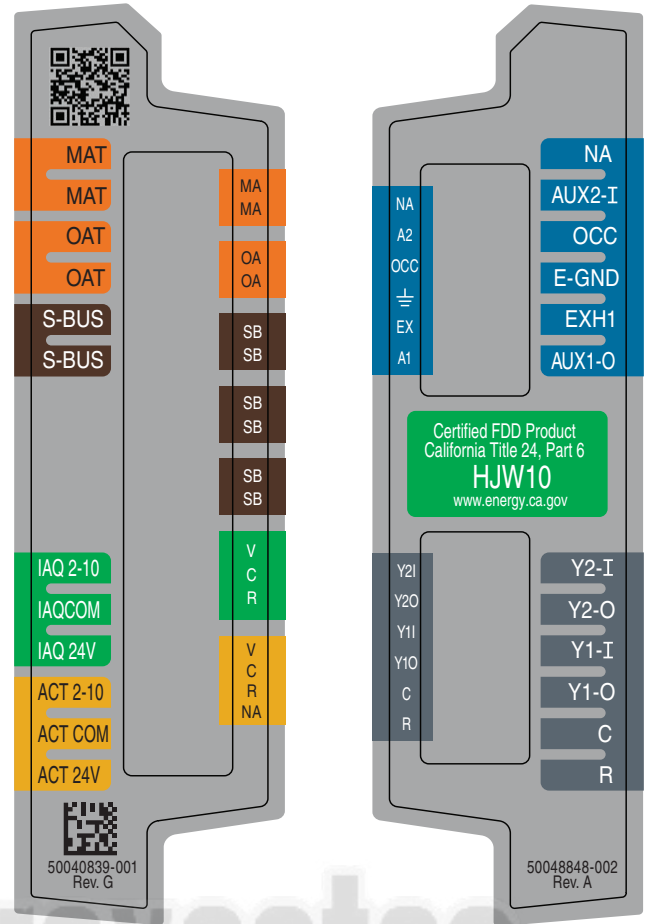 MAT
MAT
OAT
OAT
S-BUS
S-BUS
IAQ 2-10
IAQCOM
IAQ 24V
ACT 2-10
ACT COM
ACT 24V
50040839-001
Rev. G
MA
MA
OA
OA
SB
SB
SB
SB
SB
SB
V
C
R
V
C
R
NA
NA
A2
OCC
EX
A1
NA
AUX2-I
OCC
E-GND
EXH1
AUX1-O
Certified FDD Product
California Title 24, Part 6
HJW10
www.energy.ca.gov
Y2I
Y2O
Y1I
Y1O
C
R
Y2-I
Y2-O
Y1-I
Y1-O
C
R
50048848-002
Rev. A